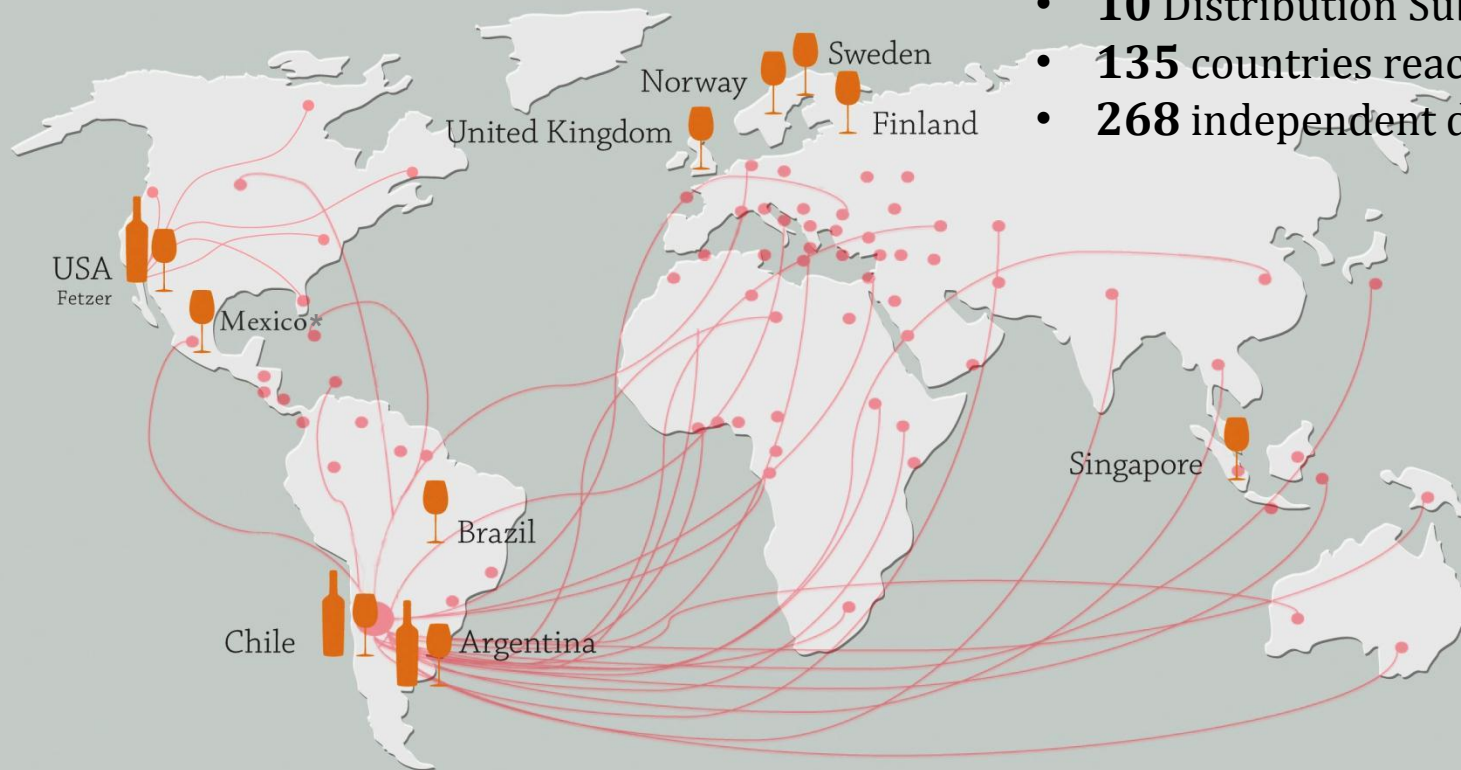 • 10 Distribution
• 135 countries
• 268 independent
Sweden
Norway
United Kingdom
Finland
USA
Fetzer
Mexico*
Singapore
Brazil
Chile
Argentina